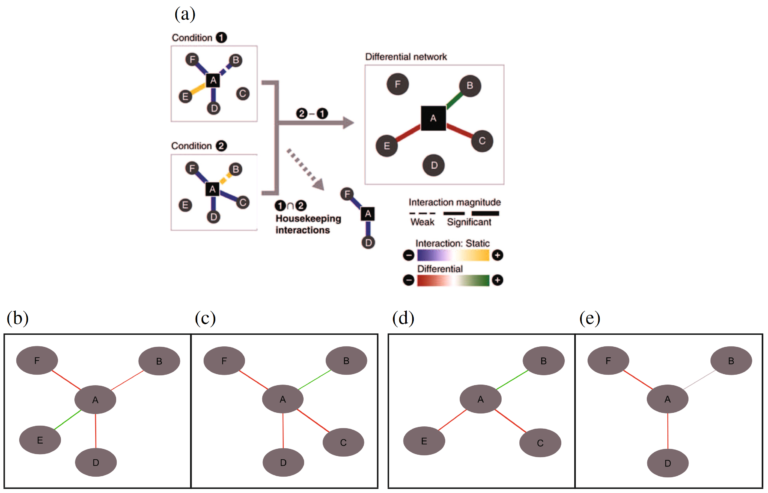 (a)
Condition ❶
F
B
A
E
C
D
Condition ❷
F
B
A
E
C
D
❷ – ❶
❶ ∩ ❷
Housekeeping
interactions
F
A
D
Differential network
F
B
A
E
C
D
Interaction magnitude
Weak Significant
Interaction: Static
− +
Differential
− +
(b) (c) (d) (e)
F
B
A
E
D
F
B
A
C
D
B
A
E
C
F
B
A
D